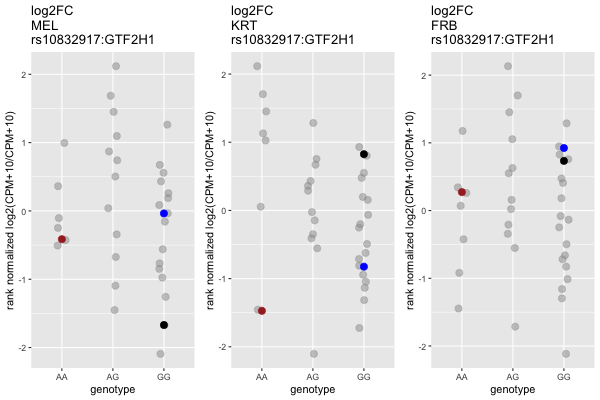 log2FC
MEL
rs10832917:GTF2H1
rank normalized log2(CPM+10/CPM+10)
2
1
0
-1
-2
AA
AG
GG
genotype
log2FC
KRT
rs10832917:GTF2H1
rank normalized log2(CPM+10/CPM+10)
2
1
0
-1
-2
AA
AG
GG
genotype
log2FC
FRB
rs10832917:GTF2H1
rank normalized log2(CPM+10/CPM+10)
2
1
0
-1
-2
AA
AG
GG
genotype